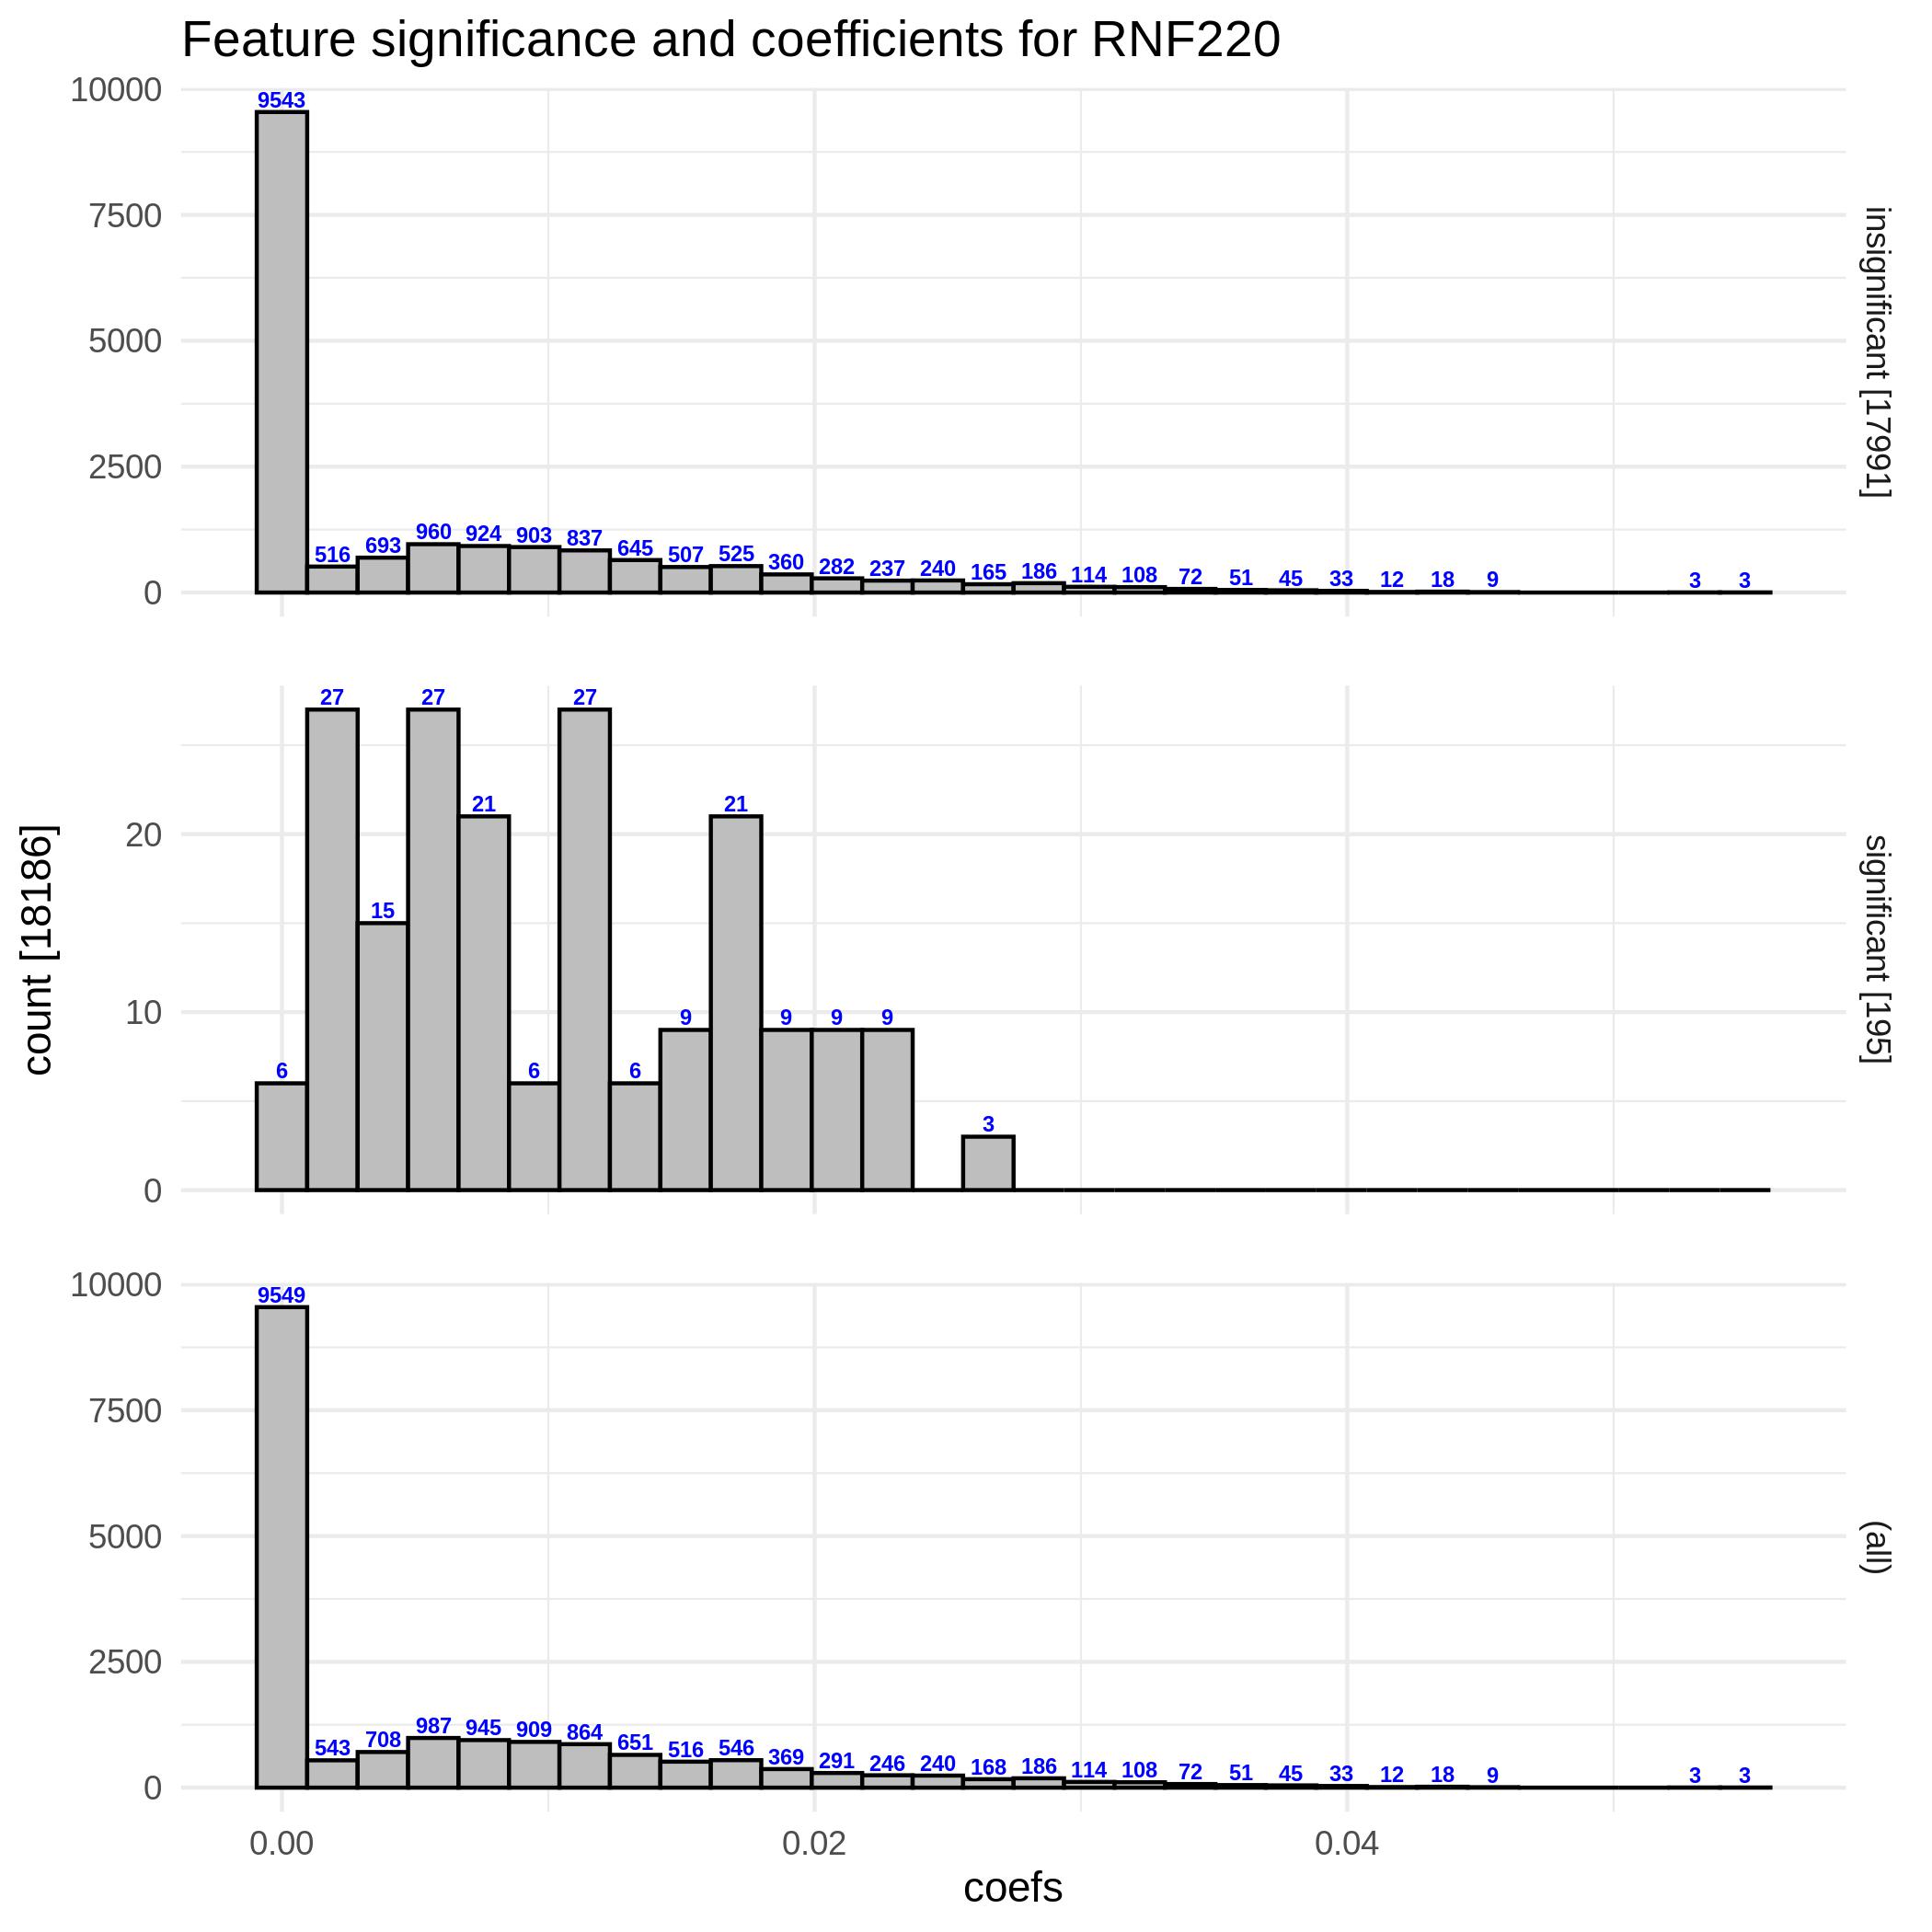 Feature significance and coefficients for RNF220
10000
7500
5000
2500
0
9543
516 693 960 924 903 837 645 507 525 360 282 237 240 165 186 114 108 72 51 45 33 12 18 9 3 3
insignificant [17991]
count [18186]
20
10
0
6 27 15 27 21 6 27 6 9 21 9 9 9 3
significant [195]
10000
7500
5000
2500
0
9549
543 708 987 945 909 864 651 516 546 369 291 246 240 168 186 114 108 72 51 45 33 12 18 9 3 3
(all)
0.00 0.02 0.04
coefs